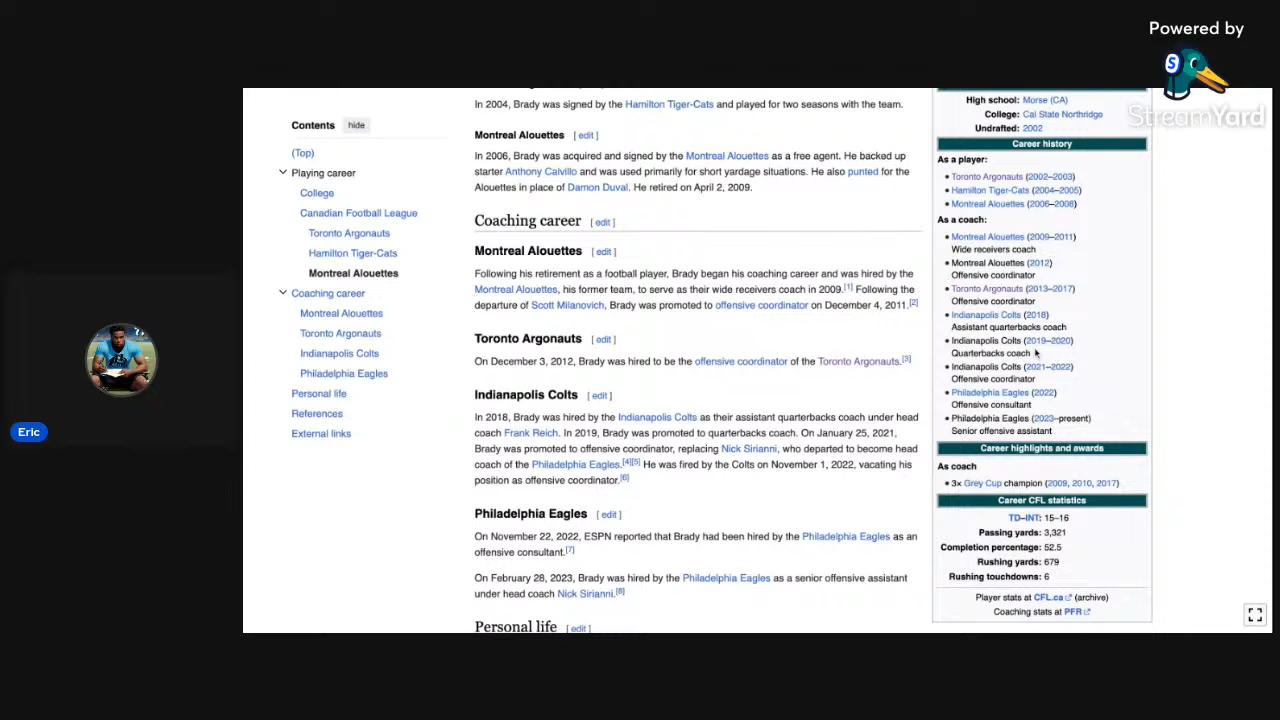 Powered by
S
StreamYard
Eric
Contents hide
(Top)
Playing career
College
Canadian Football League
Toronto Argonauts
Hamilton Tiger-Cats
Montreal Alouettes
Coaching career
Montreal Alouettes
Toronto Argonauts
Indianapolis Colts
Philadelphia Eagles
Personal life
References
External links
In 2004, Brady was signed by the Hamilton Tiger-Cats and played for two seasons with the team.
Montreal Alouettes [ edit ]
In 2006, Brady was acquired and signed by the Montreal Alouettes as a free agent. He backed up
starter Anthony Calvillo and was used primarily for short yardage situations. He also punted for the
Alouettes in place of Damon Duval. He retired on April 2, 2009.
Coaching career [ edit ]
Montreal Alouettes [ edit ]
Following his retirement as a football player, Brady began his coaching career and was hired by the
Montreal Alouettes, his former team, to serve as their wide receivers coach in 2009.[1] Following the
departure of Scott Milanovich, Brady was promoted to offensive coordinator on December 4, 2011.[2]
Toronto Argonauts [ edit ]
On December 3, 2012, Brady was hired to be the offensive coordinator of the Toronto Argonauts.[3]
Indianapolis Colts [ edit ]
In 2018, Brady was hired by the Indianapolis Colts as their assistant quarterbacks coach under head
coach Frank Reich. In 2019, Brady was promoted to quarterbacks coach. On January 25, 2021,
Brady was promoted to offensive coordinator, replacing Nick Sirianni, who departed to become head
coach of the Philadelphia Eagles.[4][5] He was fired by the Colts on November 1, 2022, vacating his
position as offensive coordinator.[6]
Philadelphia Eagles [ edit ]
On November 22, 2022, ESPN reported that Brady had been hired by the Philadelphia Eagles as an
offensive consultant.[7]
On February 28, 2023, Brady was hired by the Philadelphia Eagles as a senior offensive assistant
under head coach Nick Sirianni.[8]
Personal life [ edit ]
High school: Morse (CA)
College: Cal State Northridge
Undrafted: 2002
Career history
As a player:
• Toronto Argonauts (2002–2003)
• Hamilton Tiger-Cats (2004–2005)
• Montreal Alouettes (2006–2008)
As a coach:
• Montreal Alouettes (2009–2011)
Wide receivers coach
• Montreal Alouettes (2012)
Offensive coordinator
• Toronto Argonauts (2013–2017)
Offensive coordinator
• Indianapolis Colts (2018)
Assistant quarterbacks coach
• Indianapolis Colts (2019–2020)
Quarterbacks coach
• Indianapolis Colts (2021–2022)
Offensive coordinator
• Philadelphia Eagles (2022)
Offensive consultant
• Philadelphia Eagles (2023–present)
Senior offensive assistant
Career highlights and awards
As coach
• 3× Grey Cup champion (2009, 2010, 2017)
Career CFL statistics
TD–INT: 15–16
Passing yards: 3,321
Completion percentage: 52.5
Rushing yards: 679
Rushing touchdowns: 6
Player stats at CFL.ca (archive)
Coaching stats at PFR